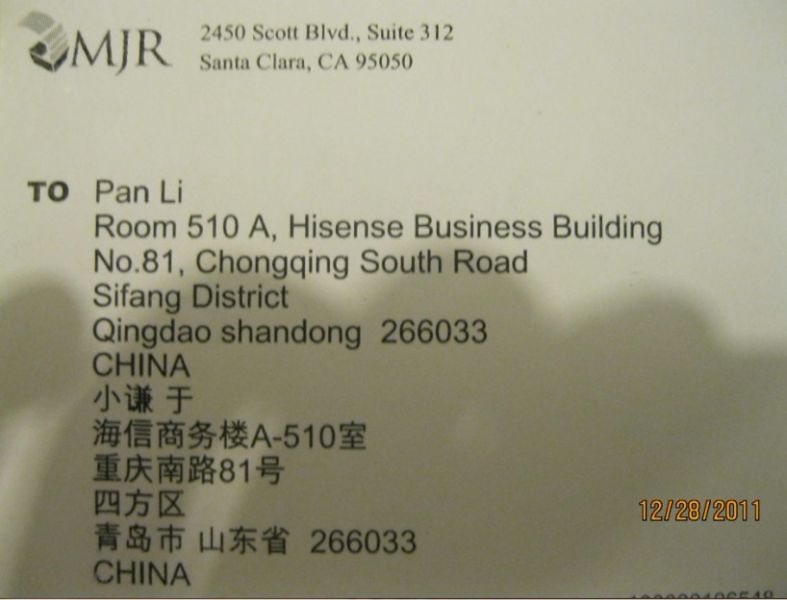 MJR
2450 Scott Blvd., Suite 312
Santa Clara, CA 95050
TO Pan Li
Room 510 A, Hisense Business Building
No.81, Chongqing South Road
Sifang District
Qingdao shandong 266033
CHINA
小谦 于
海信商务楼A-510室
重庆南路81号
四方区
青岛市 山东省 266033
CHINA
12/28/2011